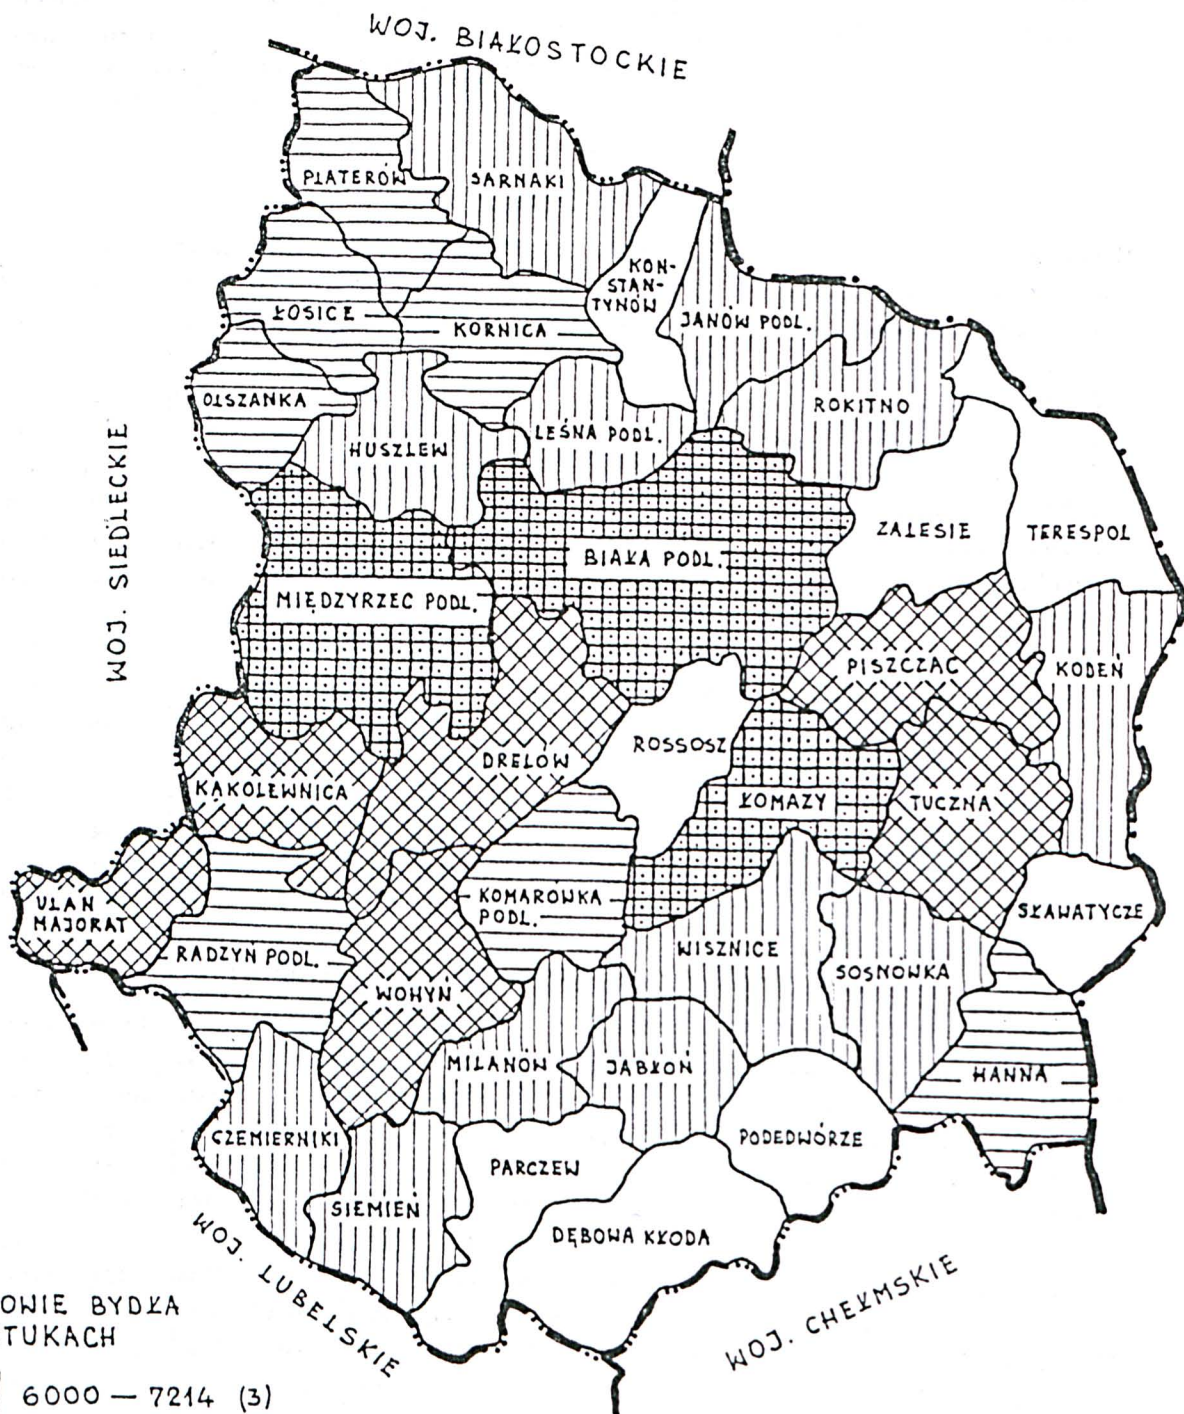 WOJ. BIAŁOSTOCKIE
PLATERÓW
SARNAKI
KON-
STAN-
TYNÓW
ŁOSICE
KORNICA
JANÓW PODL.
OLSZANKA
HUSZLEW
LEŚNA PODL.
ROKITNO
WOJ. SIEDLECKIE
ZALESIE
TERESPOL
BIAŁA PODL.
MIĘDZYRZEC PODL.
PISZCZAC
KODEŃ
DRELÓW
ROSSOSZ
KĄKOLEWNICA
ŁOMAZY
TUCZNA
ULAN
MAJORAT
KOMARÓWKA
PODL.
SŁAWATYCZE
RADZYŃ PODL.
WISZNICE
SOSNÓWKA
WOHYŃ
MILANÓW
JABŁOŃ
HANNA
CZEMIERNIKI
PODEDWÓRZE
PARCZEW
SIEMIEŃ
DĘBOWA KŁODA
WOJ. LUBELSKIE
WOJ. CHEŁMSKIE
OWIE BYDŁA
TUKACH
6000 — 7214 (3)